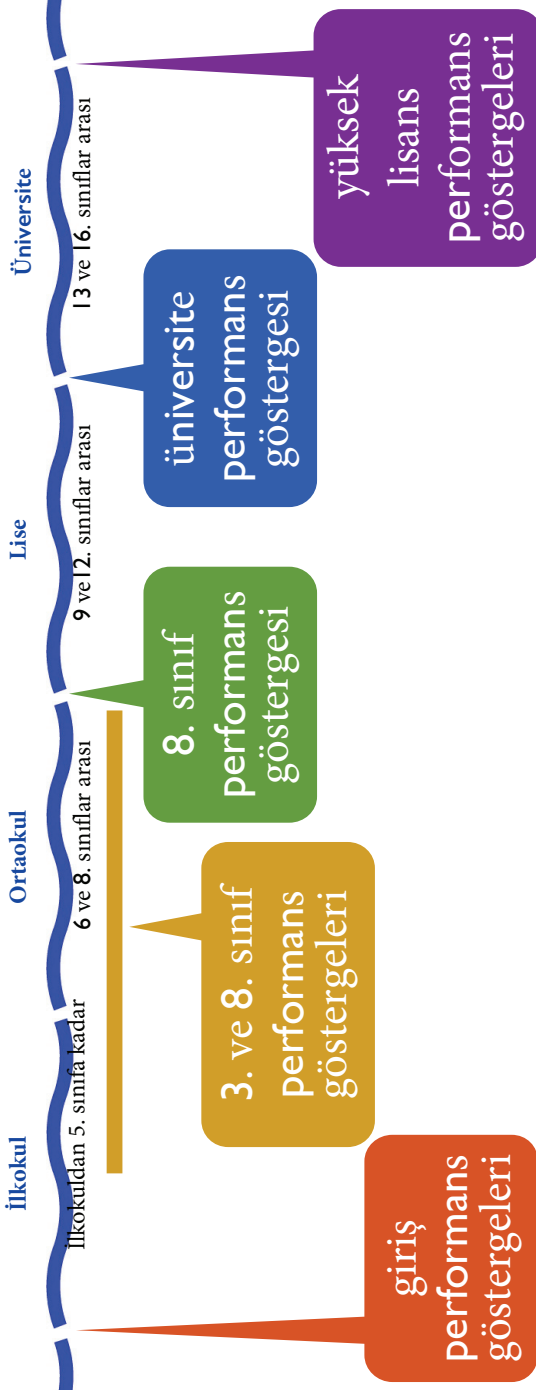 İlkokul
Ortaokul
Lise
Üniversite
İlkokuldan 5. sınıfa kadar
6 ve 8. sınıflar arası
9 ve12. sınıflar arası
13 ve 16. sınıflar arası
giriş
performans
göstergeleri
3. ve 8. sınıf
performans
göstergeleri
8. sınıf
performans
göstergesi
üniversite
performans
göstergesi
yüksek
lisans
performans
göstergeleri